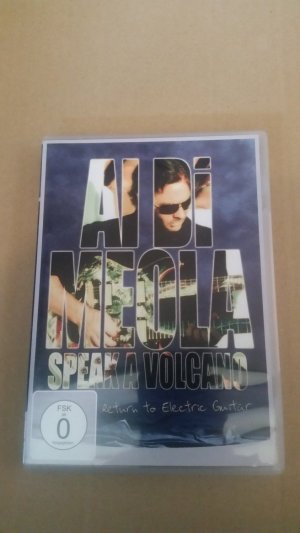 Al Di
MEOLA
SPEAK A VOLCANO
Return to Electric Guitar
FSK
0